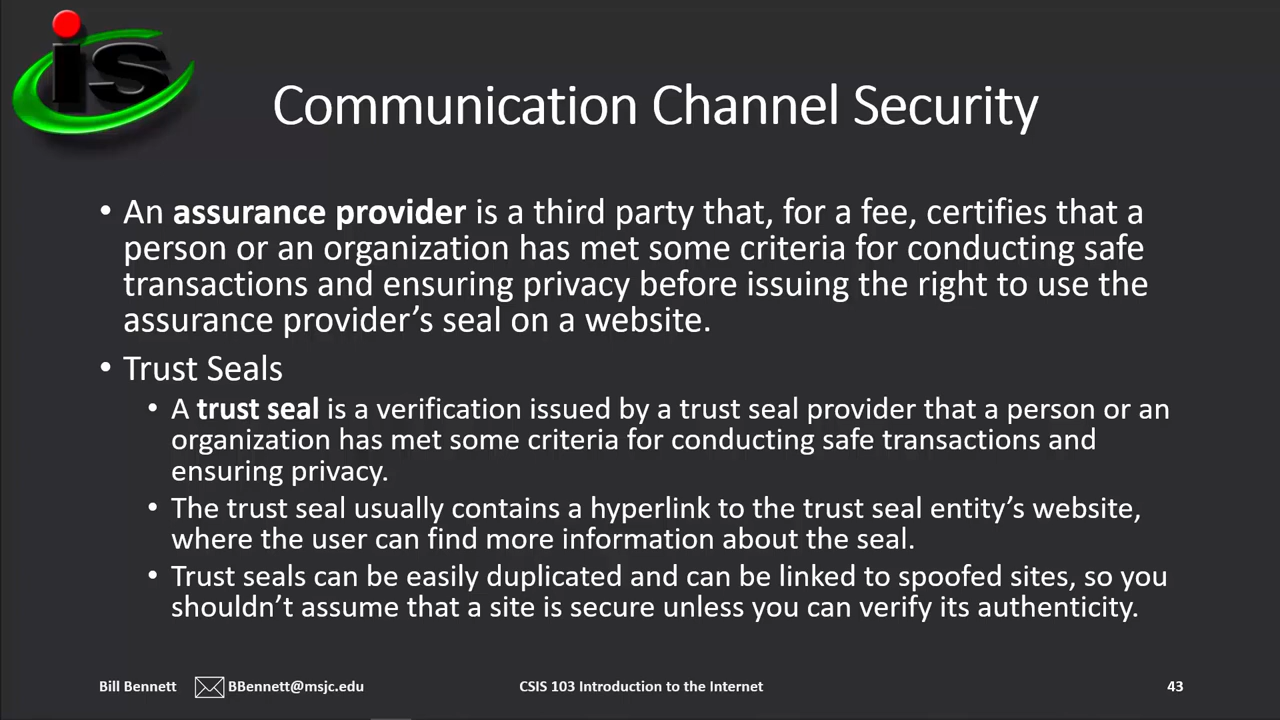 is
Communication Channel Security
• An assurance provider is a third party that, for a fee, certifies that a
person or an organization has met some criteria for conducting safe
transactions and ensuring privacy before issuing the right to use the
assurance provider’s seal on a website.
• Trust Seals
• A trust seal is a verification issued by a trust seal provider that a person or an
organization has met some criteria for conducting safe transactions and
ensuring privacy.
• The trust seal usually contains a hyperlink to the trust seal entity’s website,
where the user can find more information about the seal.
• Trust seals can be easily duplicated and can be linked to spoofed sites, so you
shouldn’t assume that a site is secure unless you can verify its authenticity.
Bill Bennett BBennett@msjc.edu CSIS 103 Introduction to the Internet 43